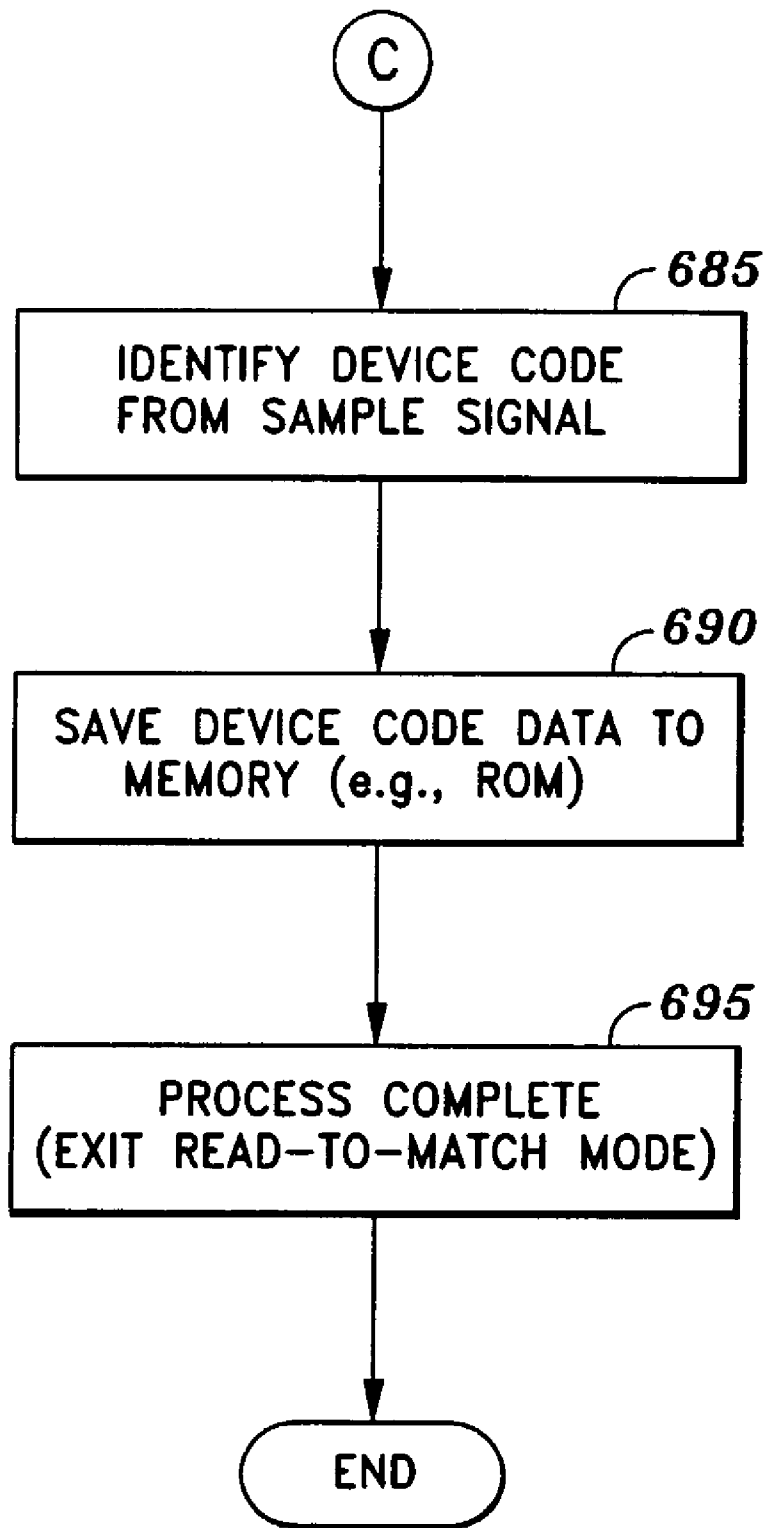 C
685
IDENTIFY DEVICE CODE
FROM SAMPLE SIGNAL
690
SAVE DEVICE CODE DATA TO
MEMORY (e.g., ROM)
695
PROCESS COMPLETE
(EXIT READ-TO-MATCH MODE)
END